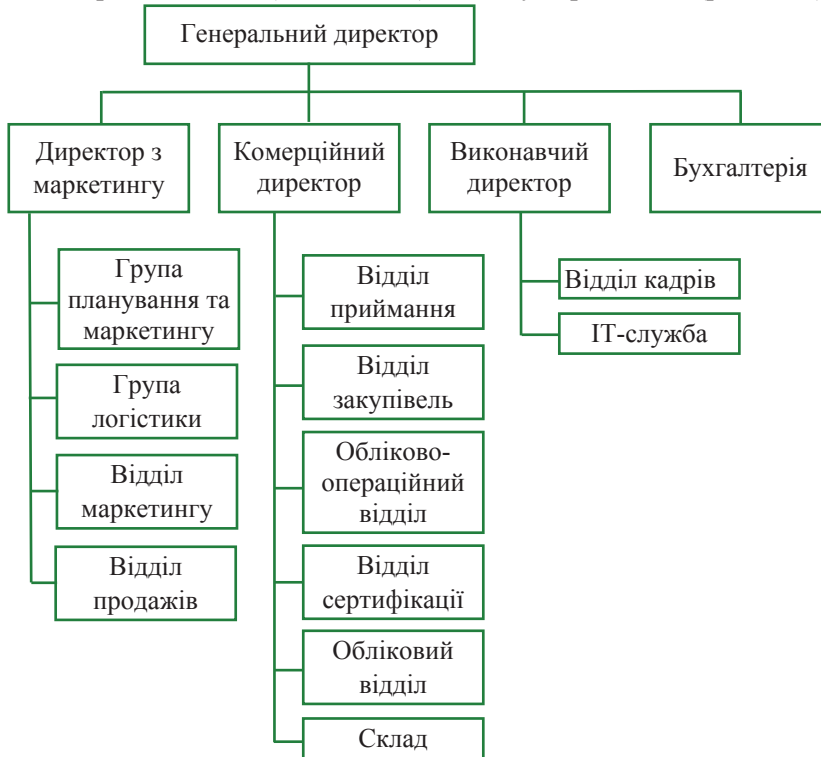 Генеральний директор
Директор з
маркетингу
Комерційний
директор
Виконавчий
директор
Бухгалтерія
Група
планування та
маркетингу
Група
логістики
Відділ
маркетингу
Відділ
продажів
Відділ
приймання
Відділ
закупівель
Обліково-
операційний
відділ
Відділ
сертифікації
Обліковий
відділ
Склад
Відділ кадрів
ІТ-служба